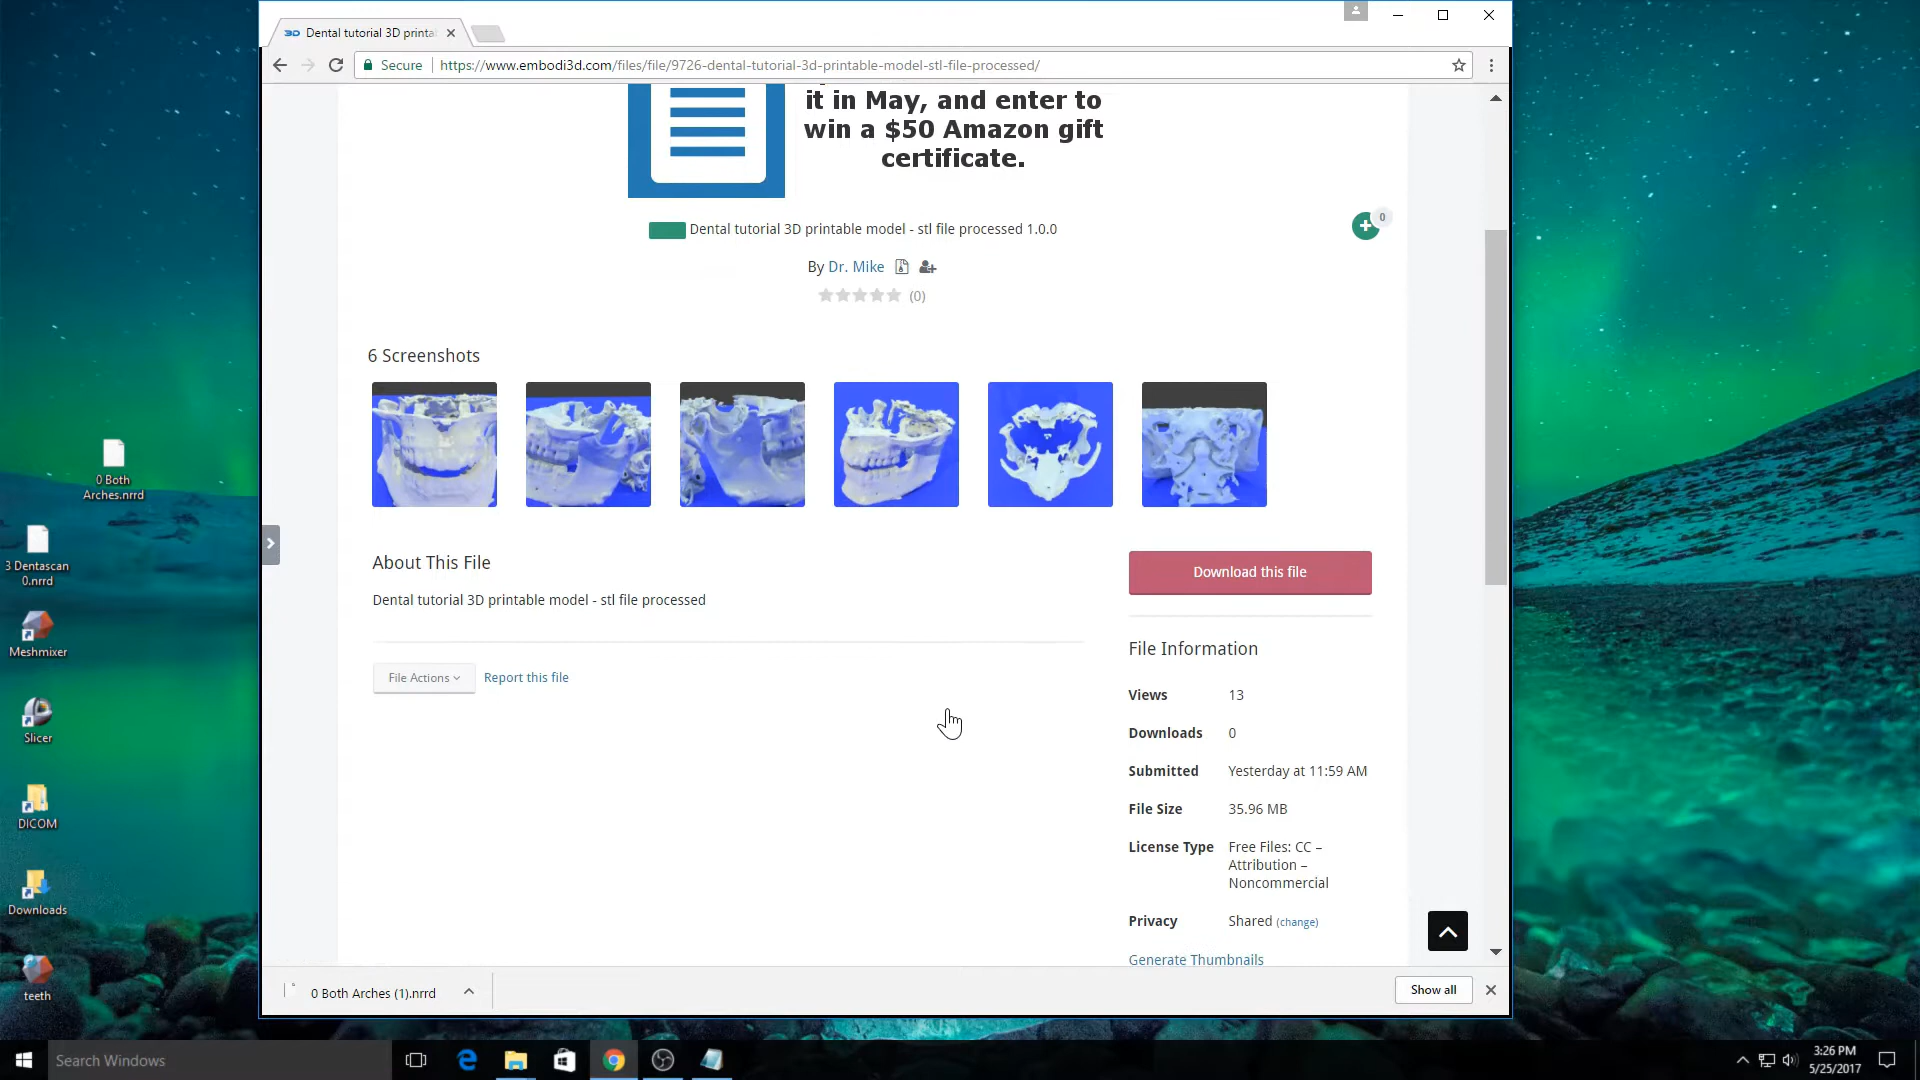 Dental tutorial 3D printa
Secure
https://www.embodi3d.com/files/file/9726-dental-tutorial-3d-printable-model-stl-file-processed/
it in May, and enter to
win a $50 Amazon gift
certificate.
Dental tutorial 3D printable model - stl file processed 1.0.0
0
By Dr. Mike
(0)
6 Screenshots
About This File
Dental tutorial 3D printable model - stl file processed
File Actions
Report this file
Download this file
File Information
Views 13
Downloads 0
Submitted Yesterday at 11:59 AM
File Size 35.96 MB
License Type Free Files: CC –
Attribution –
Noncommercial
Privacy Shared (change)
Generate Thumbnails
0 Both Arches (1).nrrd
Show all
0 Both
Arches.nrrd
3 Dentascan
0.nrrd
Meshmixer
Slicer
DICOM
Downloads
teeth
Search Windows
3:26 PM
5/25/2017